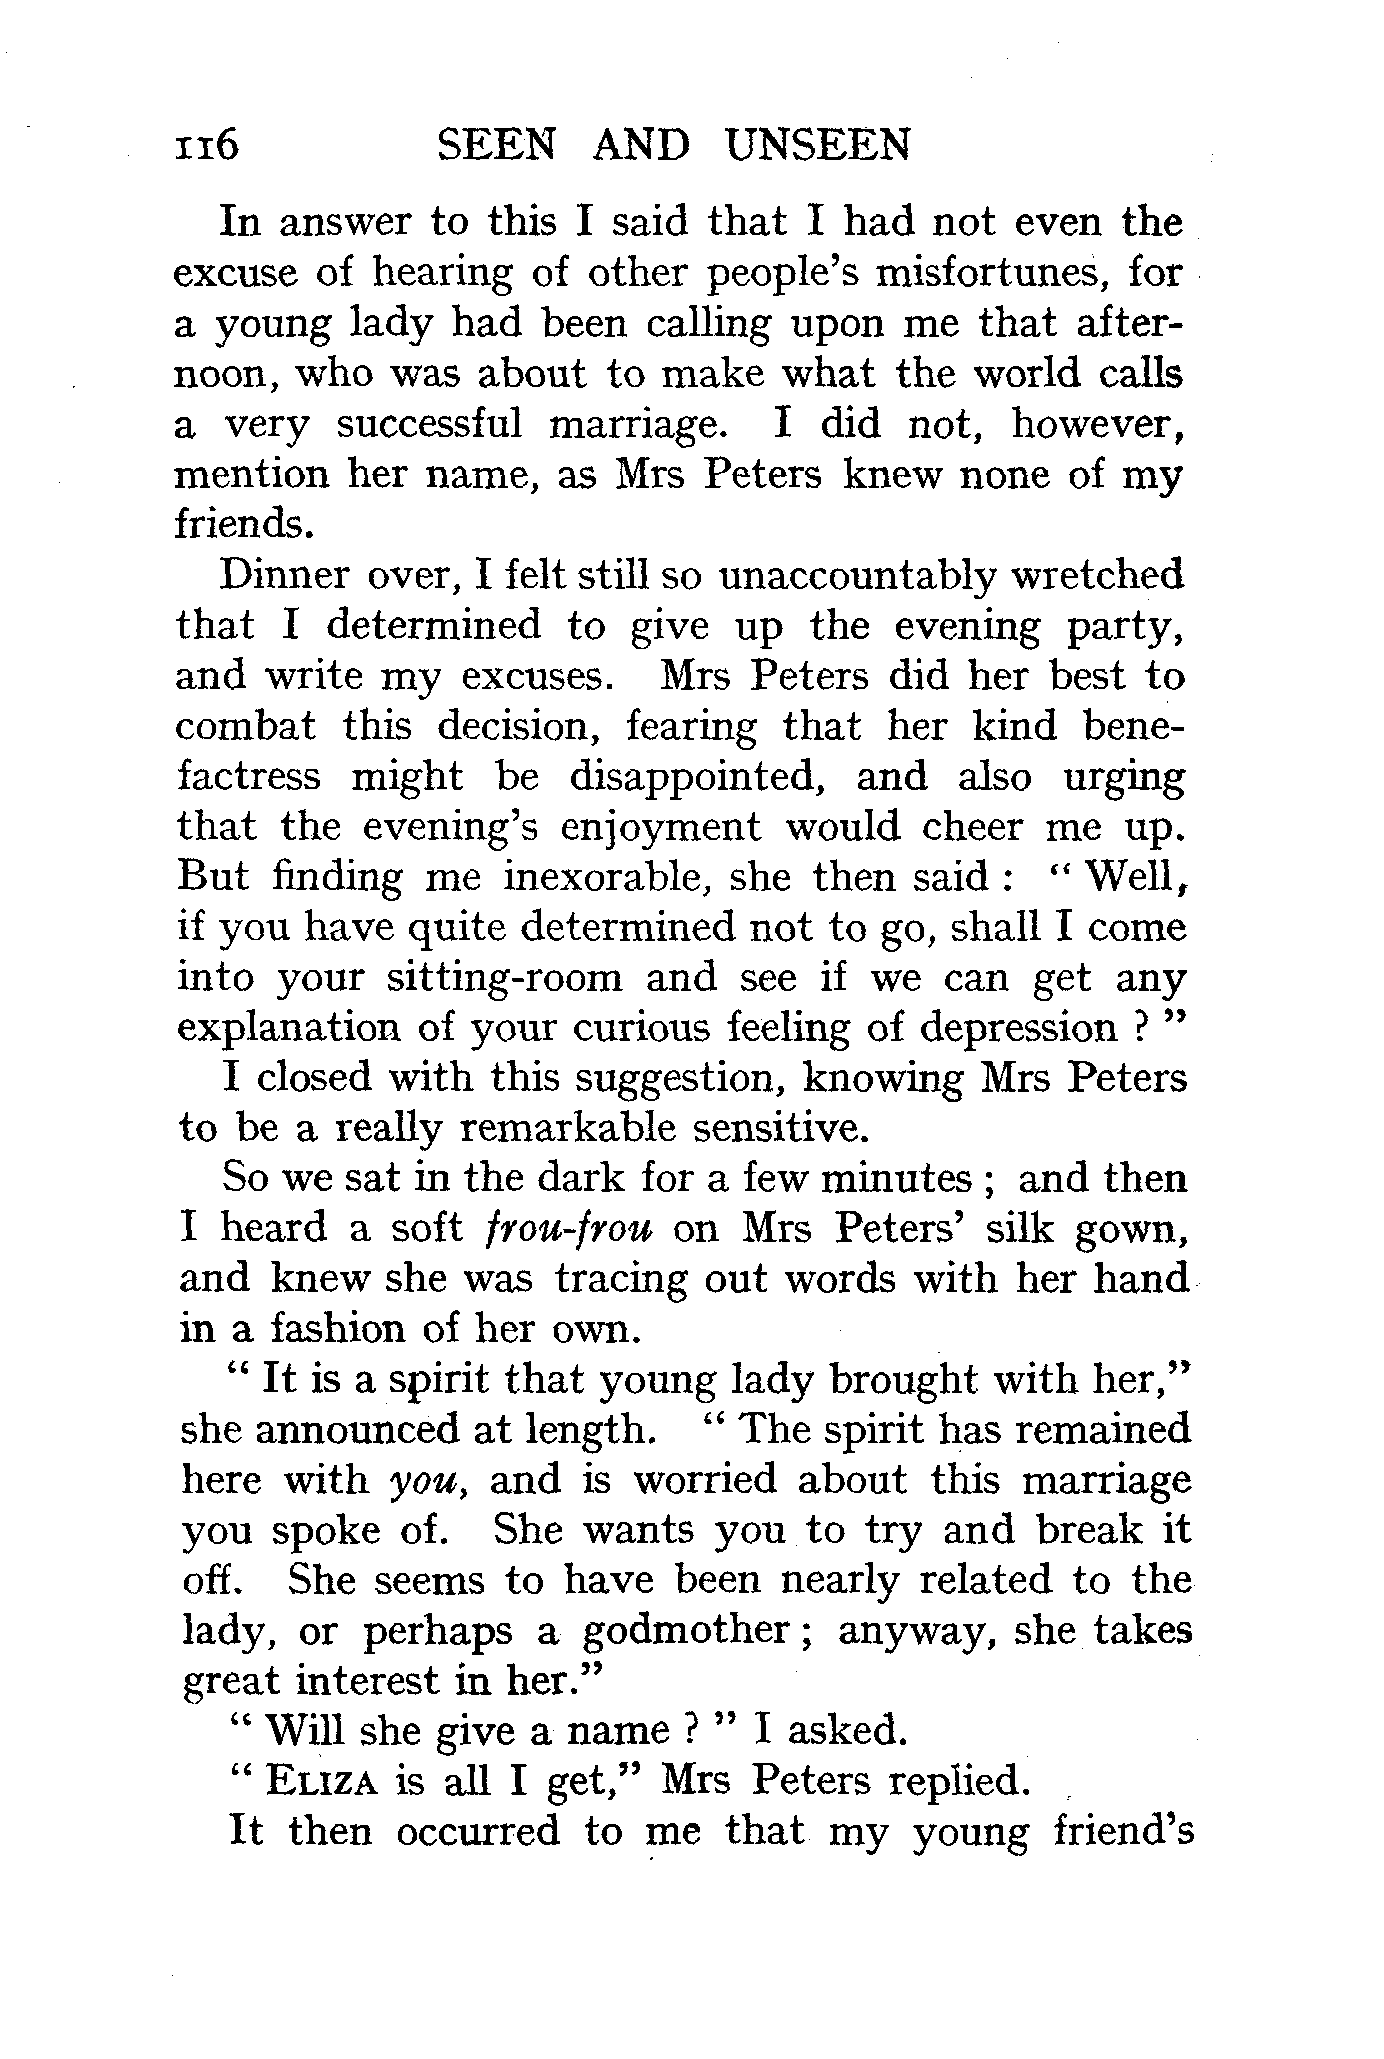 116 SEEN AND UNSEEN
In answer to this I said that I had not even the
excuse of hearing of other people's misfortunes, for
a young lady had been calling upon me that after-
noon, who was about to make what the world calls
a very successful marriage. I did not, however,
mention her name, as Mrs Peters knew none of my
friends.
Dinner over, I felt still so unaccountably wretched
that I determined to give up the evening party,
and write my excuses. Mrs Peters did her best to
combat this decision, fearing that her kind bene-
factress might be disappointed, and also urging
that the evening's enjoyment would cheer me up.
But finding me inexorable, she then said : “ Well,
if you have quite determined not to go, shall I come
into your sitting-room and see if we can get any
explanation of your curious feeling of depression ? ”
I closed with this suggestion, knowing Mrs Peters
to be a really remarkable sensitive.
So we sat in the dark for a few minutes ; and then
I heard a soft frou-frou on Mrs Peters' silk gown,
and knew she was tracing out words with her hand
in a fashion of her own.
“ It is a spirit that young lady brought with her,”
she announced at length. “ The spirit has remained
here with you, and is worried about this marriage
you spoke of. She wants you to try and break it
off. She seems to have been nearly related to the
lady, or perhaps a godmother ; anyway, she takes
great interest in her.”
“ Will she give a name ? ” I asked.
“ ELIZA is all I get,” Mrs Peters replied.
It then occurred to me that my young friend's